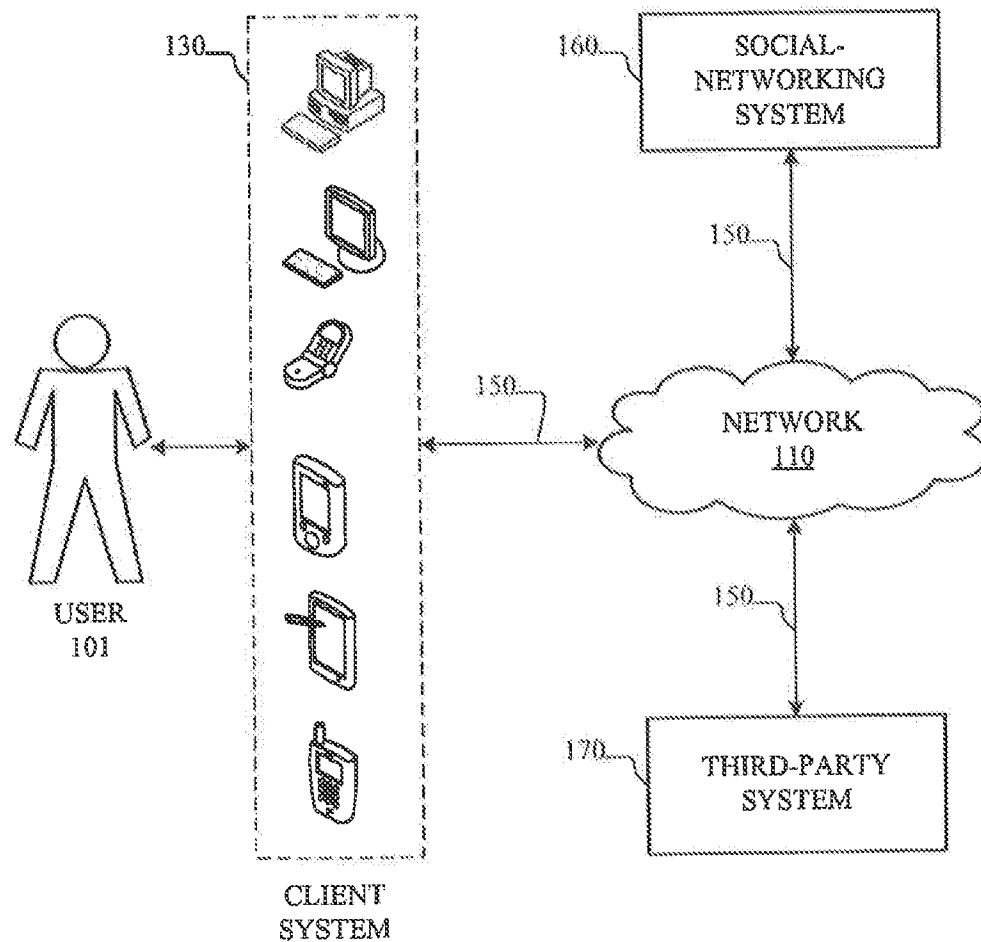 130
160
SOCIAL-
NETWORKING
SYSTEM
150
150
NETWORK
110
150
USER
101
170
THIRD-PARTY
SYSTEM
CLIENT
SYSTEM